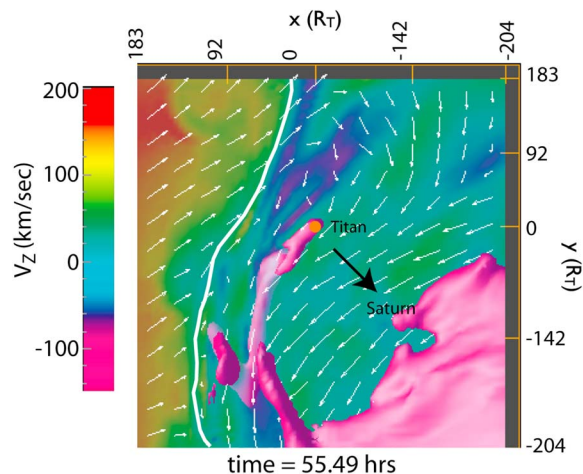 x (R_T)
183 92 0 -142 -204
200
100
0
-100
V_Z (km/sec)
183
92
0
-142
-204
y (R_T)
Titan
Saturn
time = 55.49 hrs